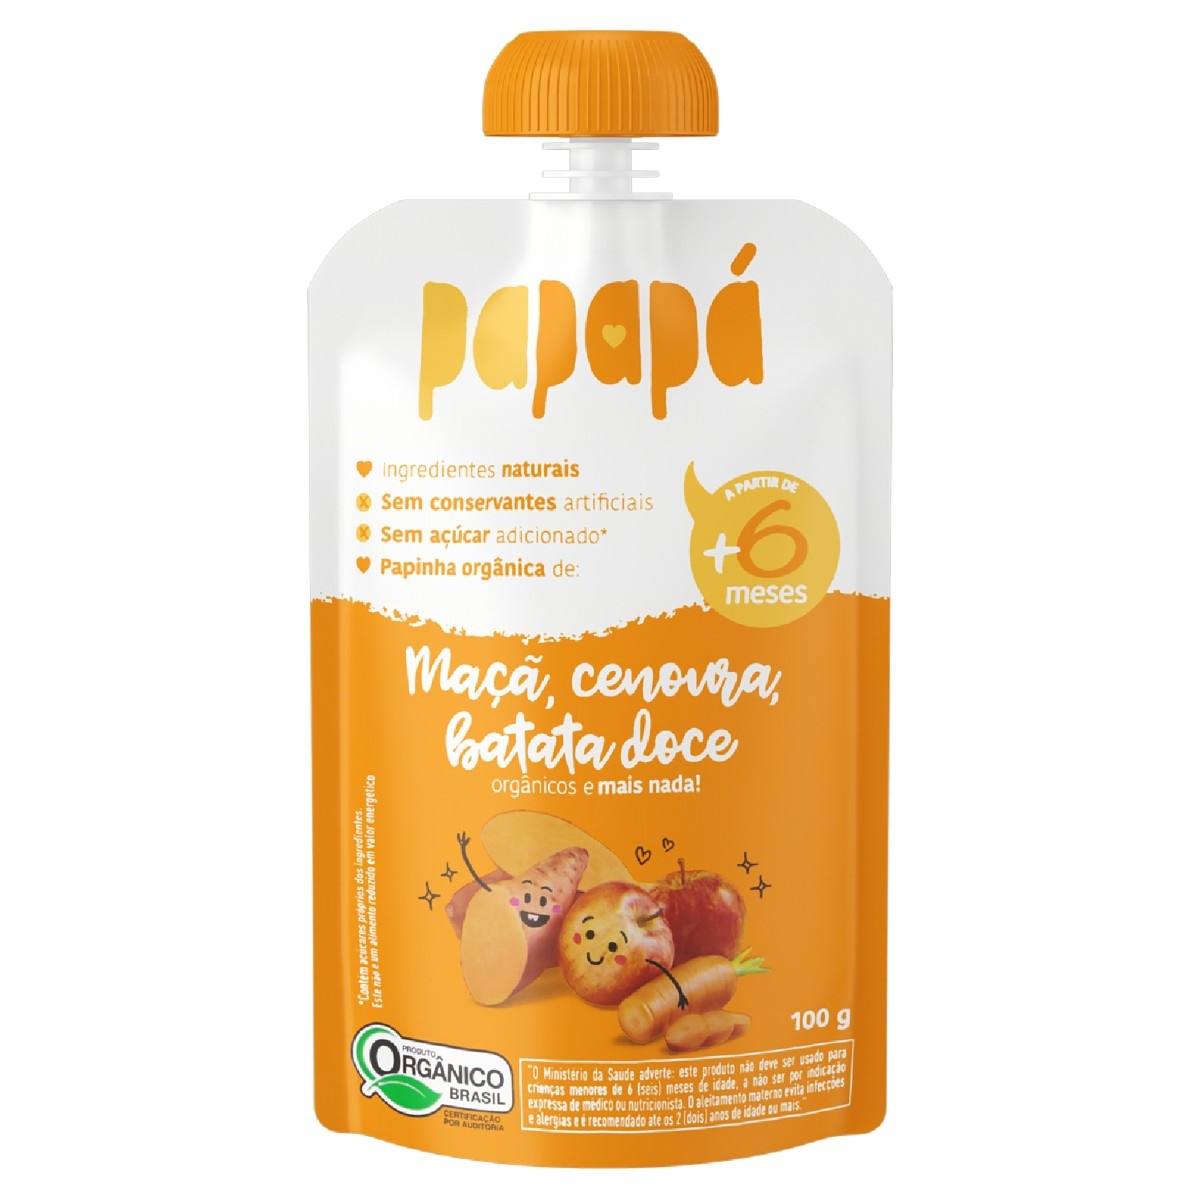 papapá
Ingredientes naturais
Sem conservantes artificiais
Sem açúcar adicionado*
Papinha orgânica de:
A PARTIR DE
+6
meses
Maçã, cenoura,
batata doce
orgânicos e mais nada!
*Contém açúcares próprios dos ingredientes.
Este não é um alimento reduzido em valor energético
100 g
PRODUTO
ORGÂNICO
BRASIL
CERTIFICAÇÃO
POR AUDITORIA
"O Ministério da Saúde adverte: este produto não deve ser usado para
crianças menores de 6 (seis) meses de idade, a não ser por indicação
expressa de médico ou nutricionista. O aleitamento materno evita infecções
e alergias e é recomendado até os 2 (dois) anos de idade ou mais."